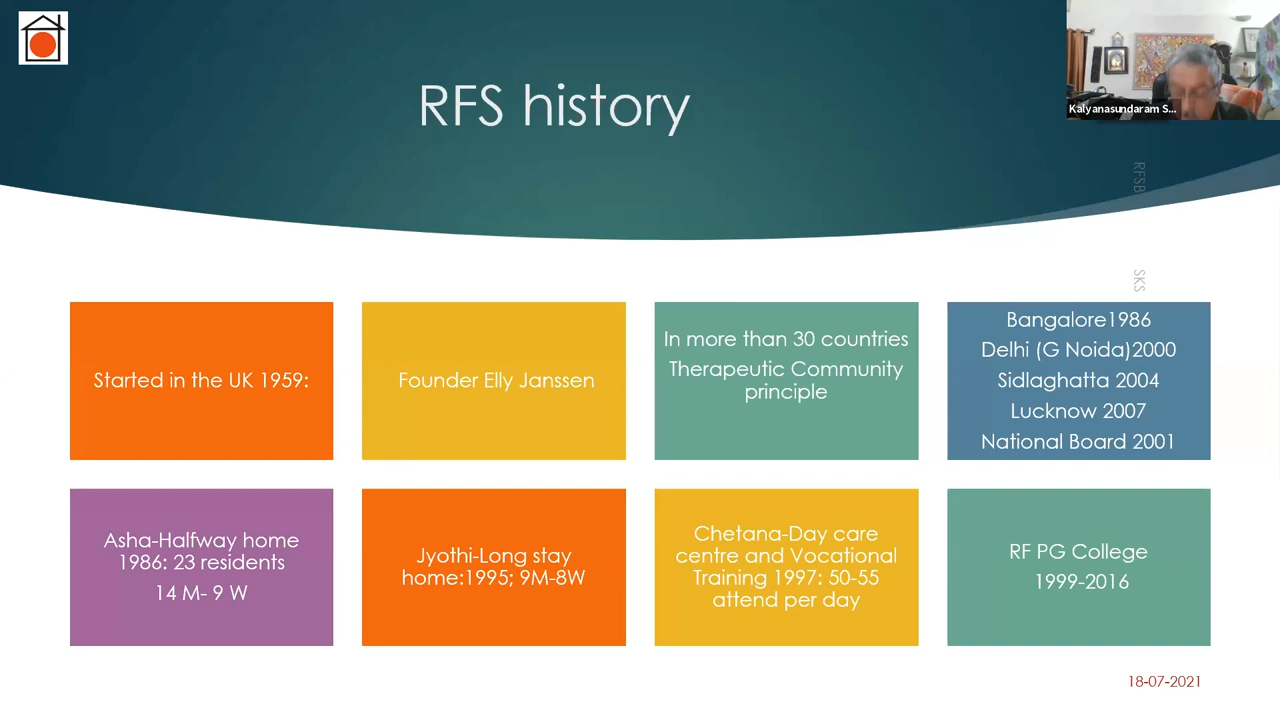 RFS history
Kalyanasundaram S...
RFSB
SKS
Started in the UK 1959:
Founder Elly Janssen
In more than 30 countries
Therapeutic Community
principle
Bangalore1986
Delhi (G Noida)2000
Sidlaghatta 2004
Lucknow 2007
National Board 2001
Asha-Halfway home
1986: 23 residents
14 M- 9 W
Jyothi-Long stay
home:1995; 9M-8W
Chetana-Day care
centre and Vocational
Training 1997: 50-55
attend per day
RF PG College
1999-2016
18-07-2021